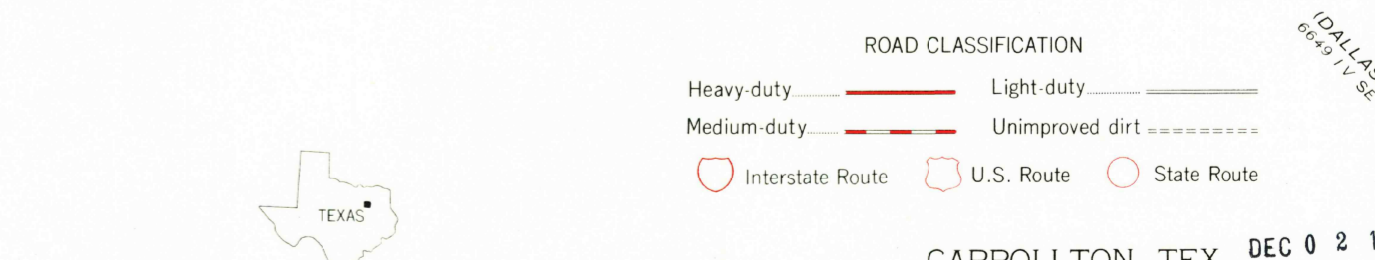 ROAD CLASSIFICATION
Heavy-duty Light-duty
Medium-duty Unimproved dirt
Interstate Route U.S. Route State Route
TEXAS
(DALLAS
6649 IV SE
CARROLLTON, TEX.
DEC 0 2 1